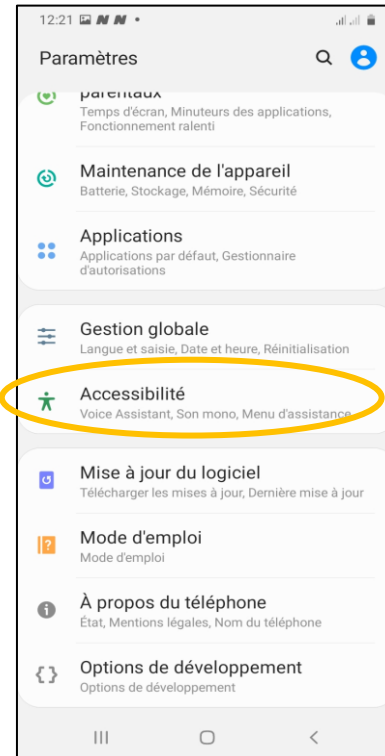 12:21
Paramètres
parentaux
Temps d'écran, Minuteurs des applications,
Fonctionnement ralenti
Maintenance de l'appareil
Batterie, Stockage, Mémoire, Sécurité
Applications
Applications par défaut, Gestionnaire
d'autorisations
Gestion globale
Langue et saisie, Date et heure, Réinitialisation
Accessibilité
Voice Assistant, Son mono, Menu d'assistance
Mise à jour du logiciel
Télécharger les mises à jour, Dernière mise à jour
Mode d'emploi
Mode d'emploi
À propos du téléphone
État, Mentions légales, Nom du téléphone
Options de développement
Options de développement